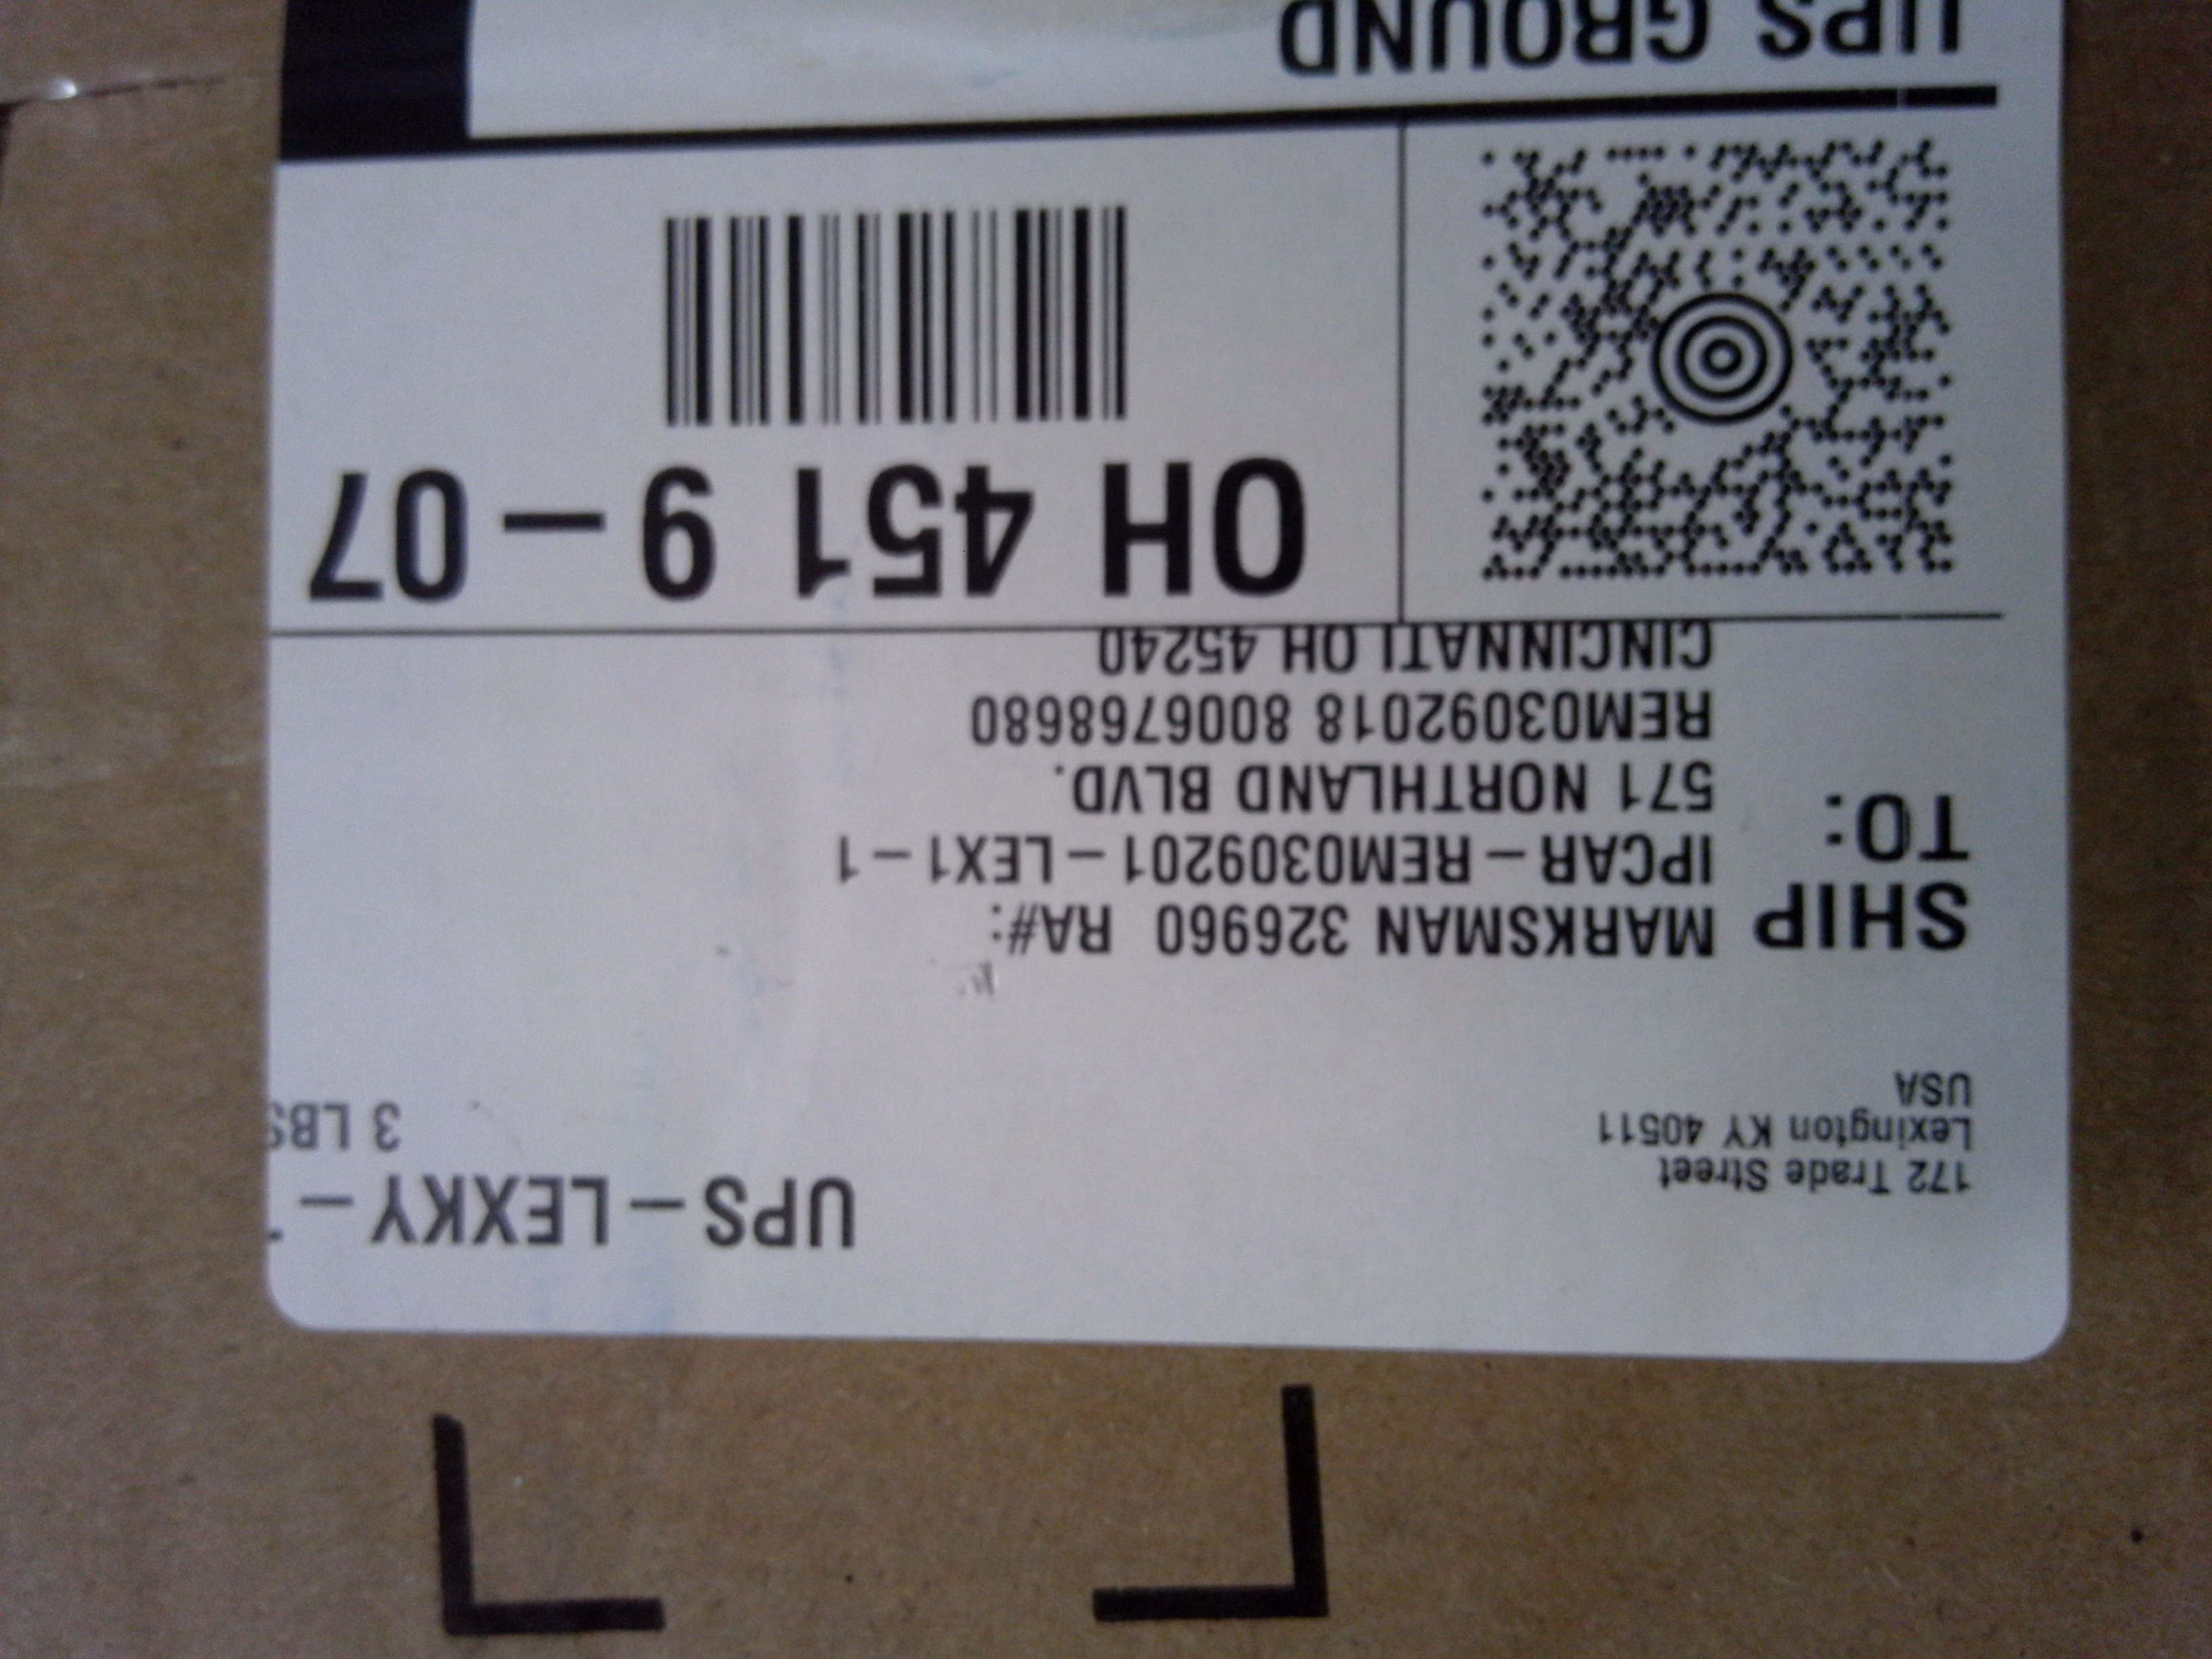 172 Trade Street
Lexington KY 40511
USA
UPS-LEXKY-
3 LBS
SHIP
TO:
MARKSMAN 326960 RA#:
IPCAR-REM0309201-LEX1-1
571 NORTHLAND BLVD.
REM03092018 8006768680
CINCINNATI OH 45240
OH 451 9-07
UPS GROUND